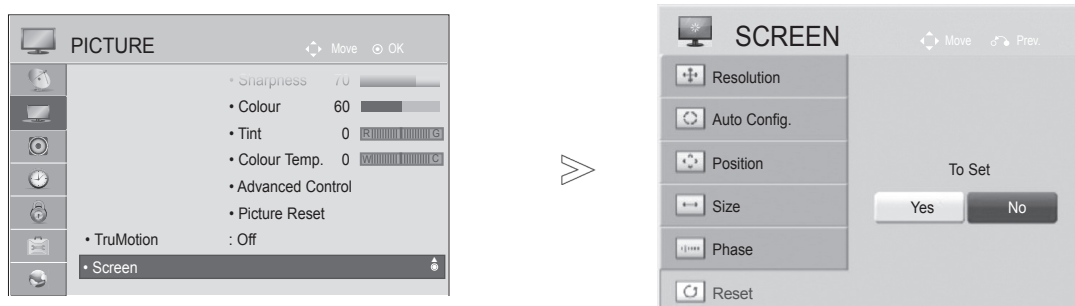 PICTURE
Move OK
• Sharpness 70
• Colour 60
• Tint 0 R G
• Colour Temp. 0 W C
• Advanced Control
• Picture Reset
• TruMotion : Off
• Screen
SCREEN
Move Prev.
Resolution
Auto Config.
Position
Size
Phase
Reset
To Set
Yes No